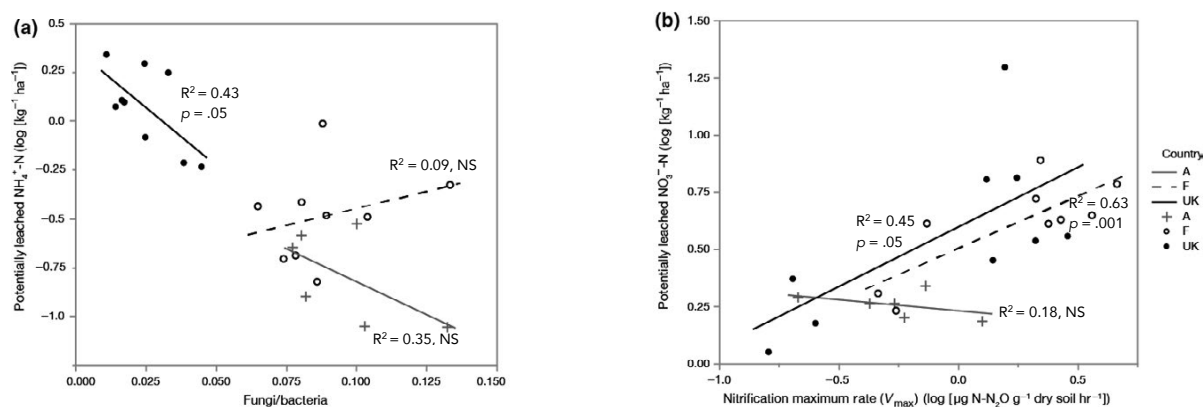 (a)
Potentially leached NH₄⁺-N (log [kg⁻¹ ha⁻¹])
0.5
0.25
0.0
−0.25
−0.5
−0.75
−1.0
R² = 0.43
p = .05
R² = 0.09, NS
R² = 0.35, NS
0.000
0.025
0.050
0.075
0.100
0.125
0.150
Fungi/bacteria
(b)
Potentially leached NO₃⁻-N (log [kg⁻¹ ha⁻¹])
1.50
1.25
1.00
0.75
0.50
0.25
0.00
R² = 0.45
p = .05
R² = 0.63
p = .001
R² = 0.18, NS
−1.0
−0.5
0.0
0.5
Nitrification maximum rate (Vmax) (log [µg N-N₂O g⁻¹ dry soil hr⁻¹])
Country
A
F
UK
A
F
UK